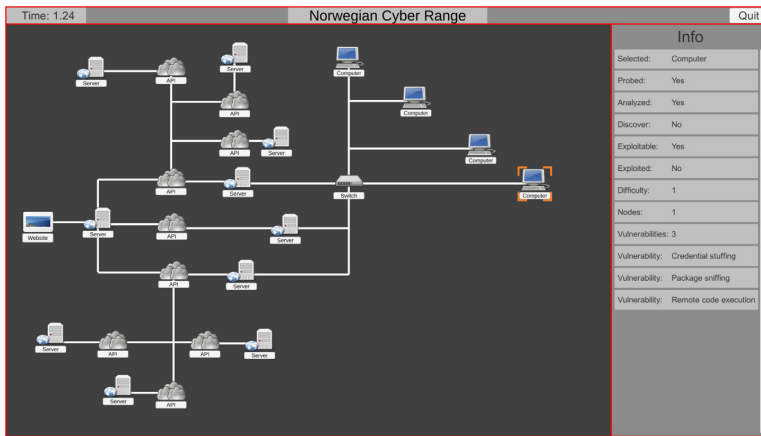 Time: 1.24 Norwegian Cyber Range Quit
Info
Selected: Computer
Probed: Yes
Analyzed: Yes
Discover: No
Exploitable: Yes
Exploited: No
Difficulty: 1
Nodes: 1
Vulnerabilities: 3
Vulnerability: Credential stuffing
Vulnerability: Package sniffing
Vulnerability: Remote code execution
Server
API
Server
Computer
API
Computer
API
Server
Computer
API
Server
Switch
Computer
Website
Server
API
Server
API
Server
Server
API
API
Server
Server
API